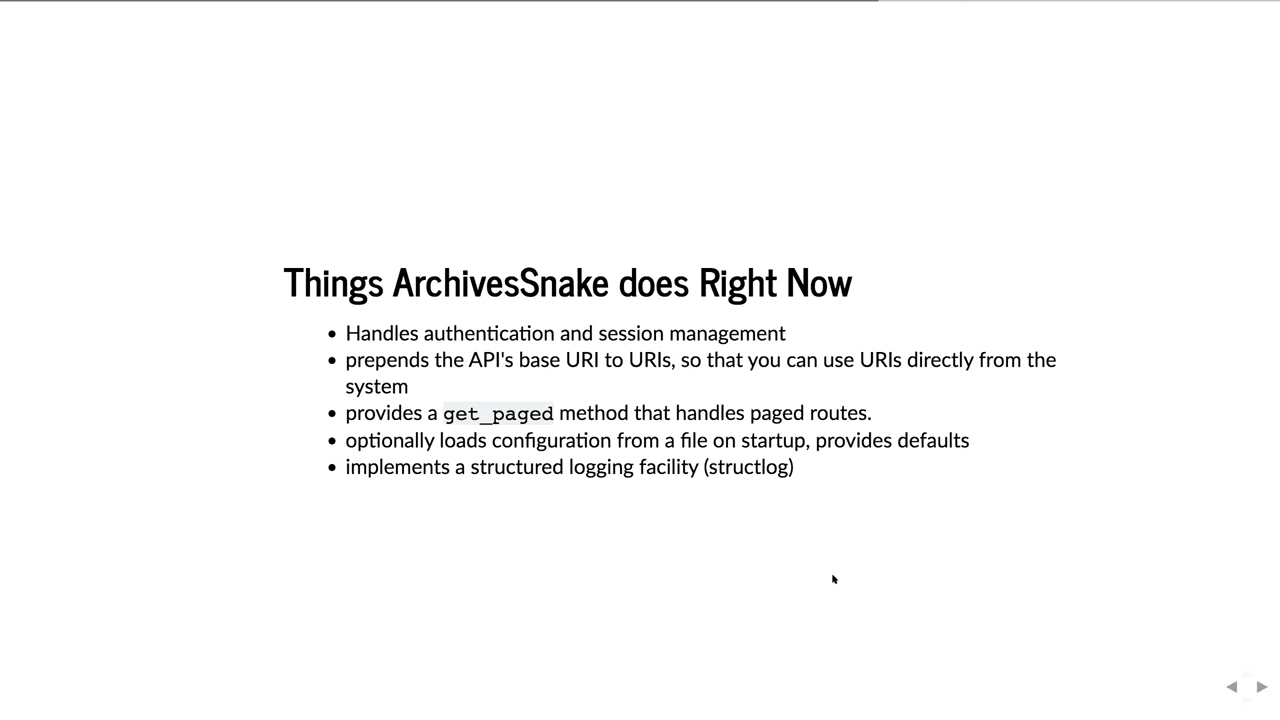 Things ArchivesSnake does Right Now
• Handles authentication and session management
• prepends the API's base URI to URIs, so that you can use URIs directly from the
system
• provides a get_paged method that handles paged routes.
• optionally loads configuration from a file on startup, provides defaults
• implements a structured logging facility (structlog)